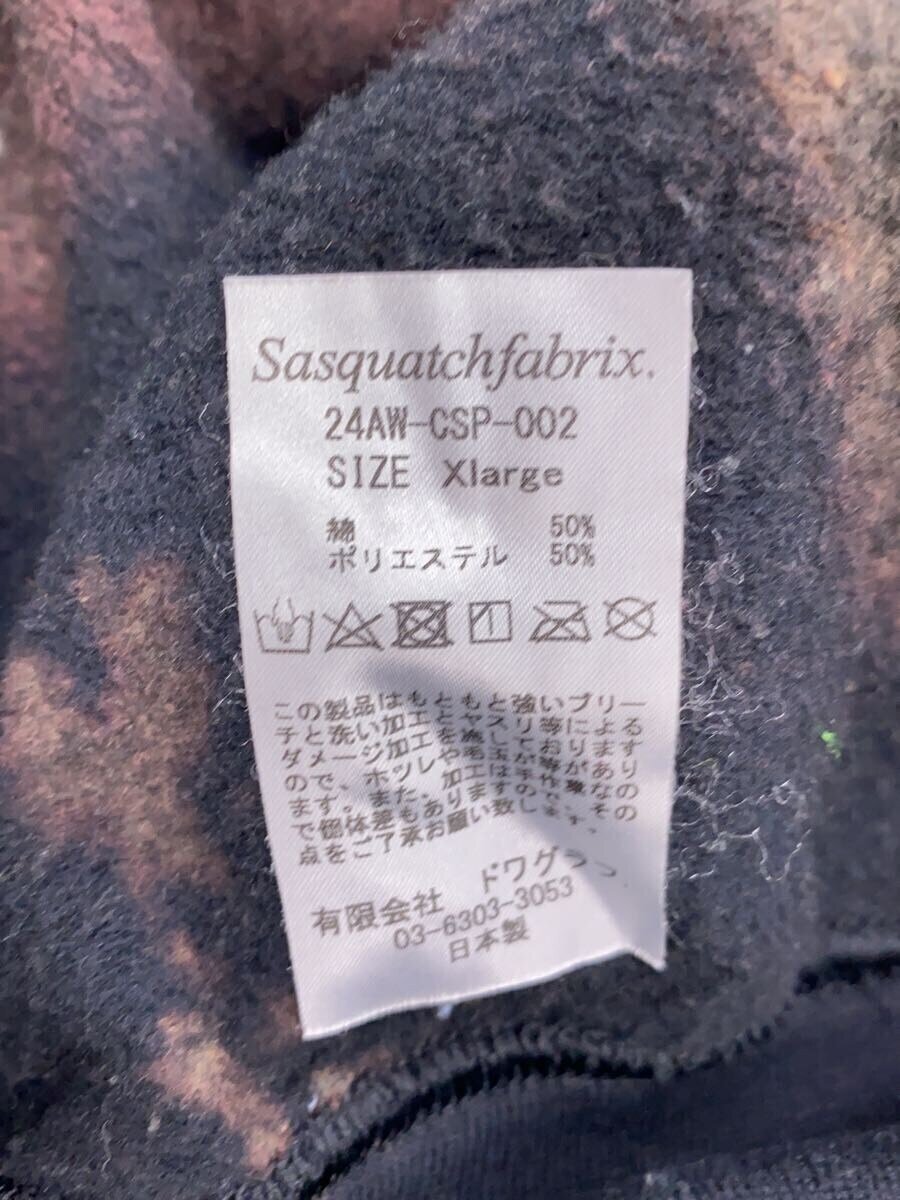 Sasquatchfabrix.
24AW-CSP-002
SIZE Xlarge
綿 50%
ポリエステル 50%
この製品はもともと強いブリー
チと洗い加工とヤスリ等による
ダメージ加工を施しておりますの
で、ホツレや毛玉等があり
ます。また、加工は手作業なの
で個体差もありますので、その
点をご了承お願い致します。
有限会社 ドワグラフ
03-6303-3053
日本製